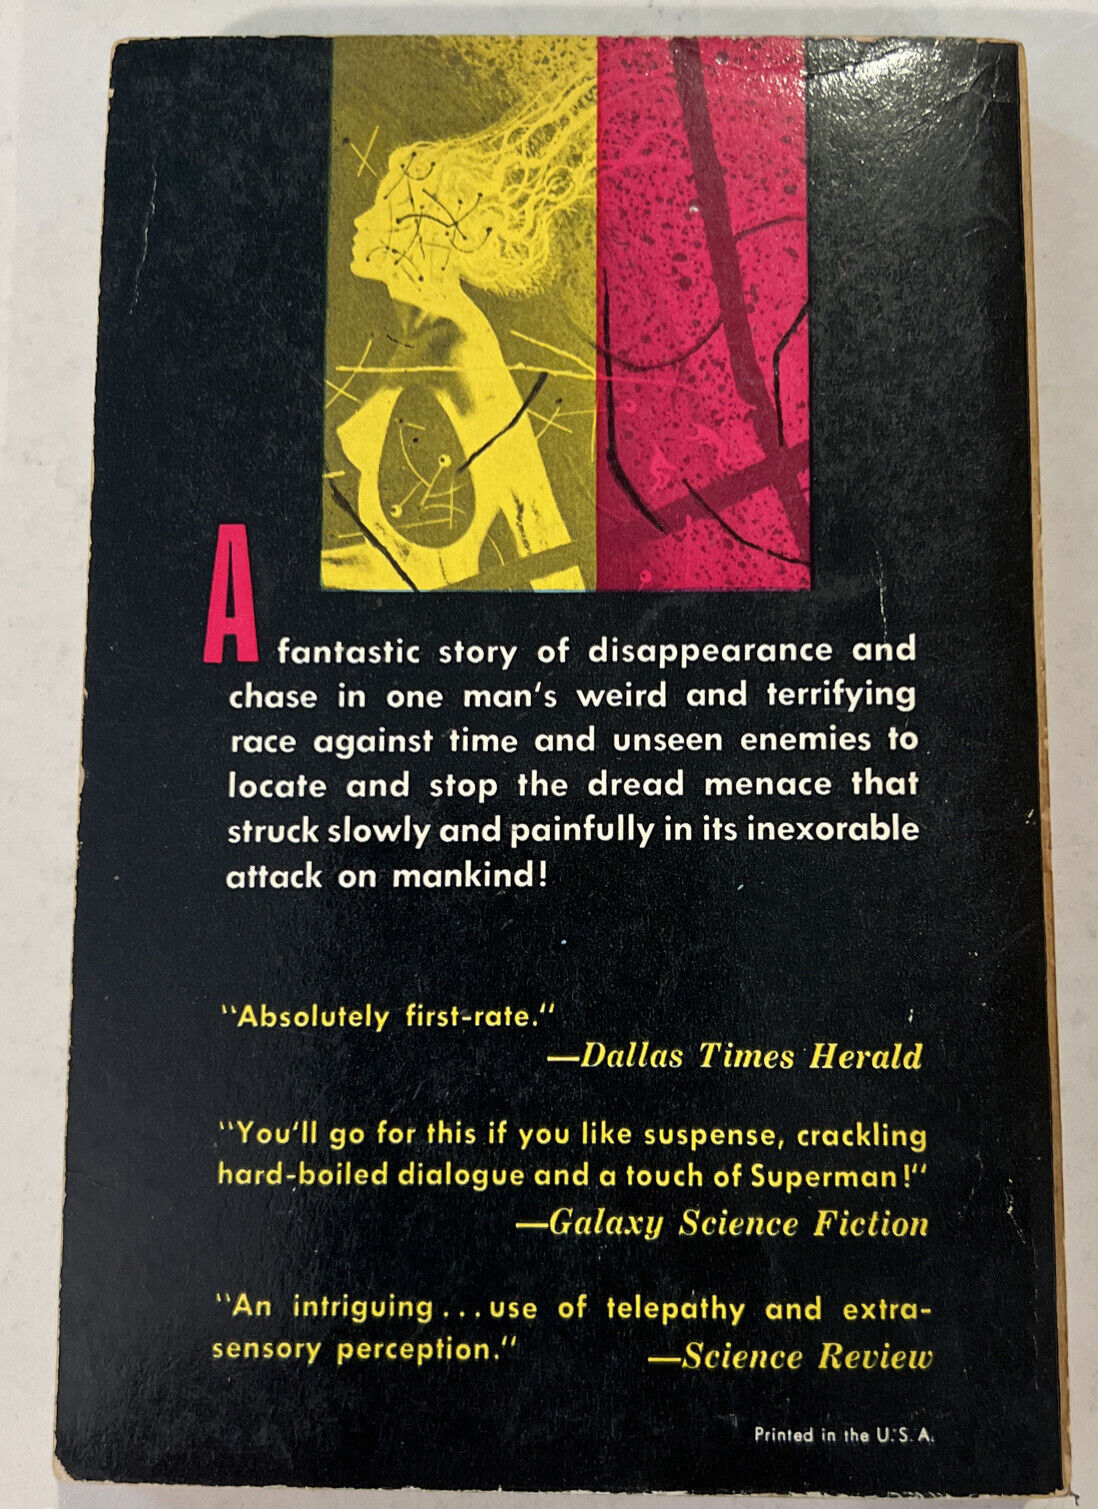 A fantastic story of disappearance and
chase in one man's weird and terrifying
race against time and unseen enemies to
locate and stop the dread menace that
struck slowly and painfully in its inexorable
attack on mankind!
"Absolutely first-rate."
—Dallas Times Herald
"You'll go for this if you like suspense, crackling
hard-boiled dialogue and a touch of Superman!"
—Galaxy Science Fiction
"An intriguing...use of telepathy and extra-
sensory perception." —Science Review
Printed in the U.S.A.